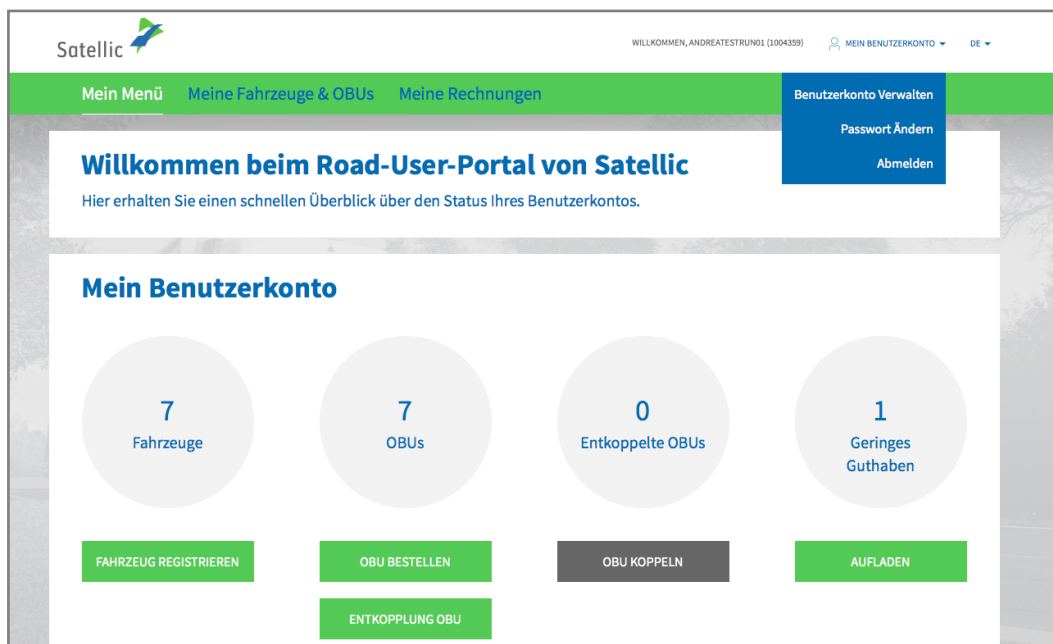 Satellic
WILLKOMMEN, ANDREATESTRUN01 (1004359)
MEIN BENUTZERKONTO
DE
Mein Menü
Meine Fahrzeuge & OBUs
Meine Rechnungen
Benutzerkonto Verwalten
Passwort Ändern
Abmelden
Willkommen beim Road-User-Portal von Satellic
Hier erhalten Sie einen schnellen Überblick über den Status Ihres Benutzerkontos.
Mein Benutzerkonto
7
Fahrzeuge
7
OBUs
0
Entkoppelte OBUs
1
Geringes
Guthaben
FAHRZEUG REGISTRIEREN
OBU BESTELLEN
OBU KOPPELN
AUFLADEN
ENTKOPPLUNG OBU